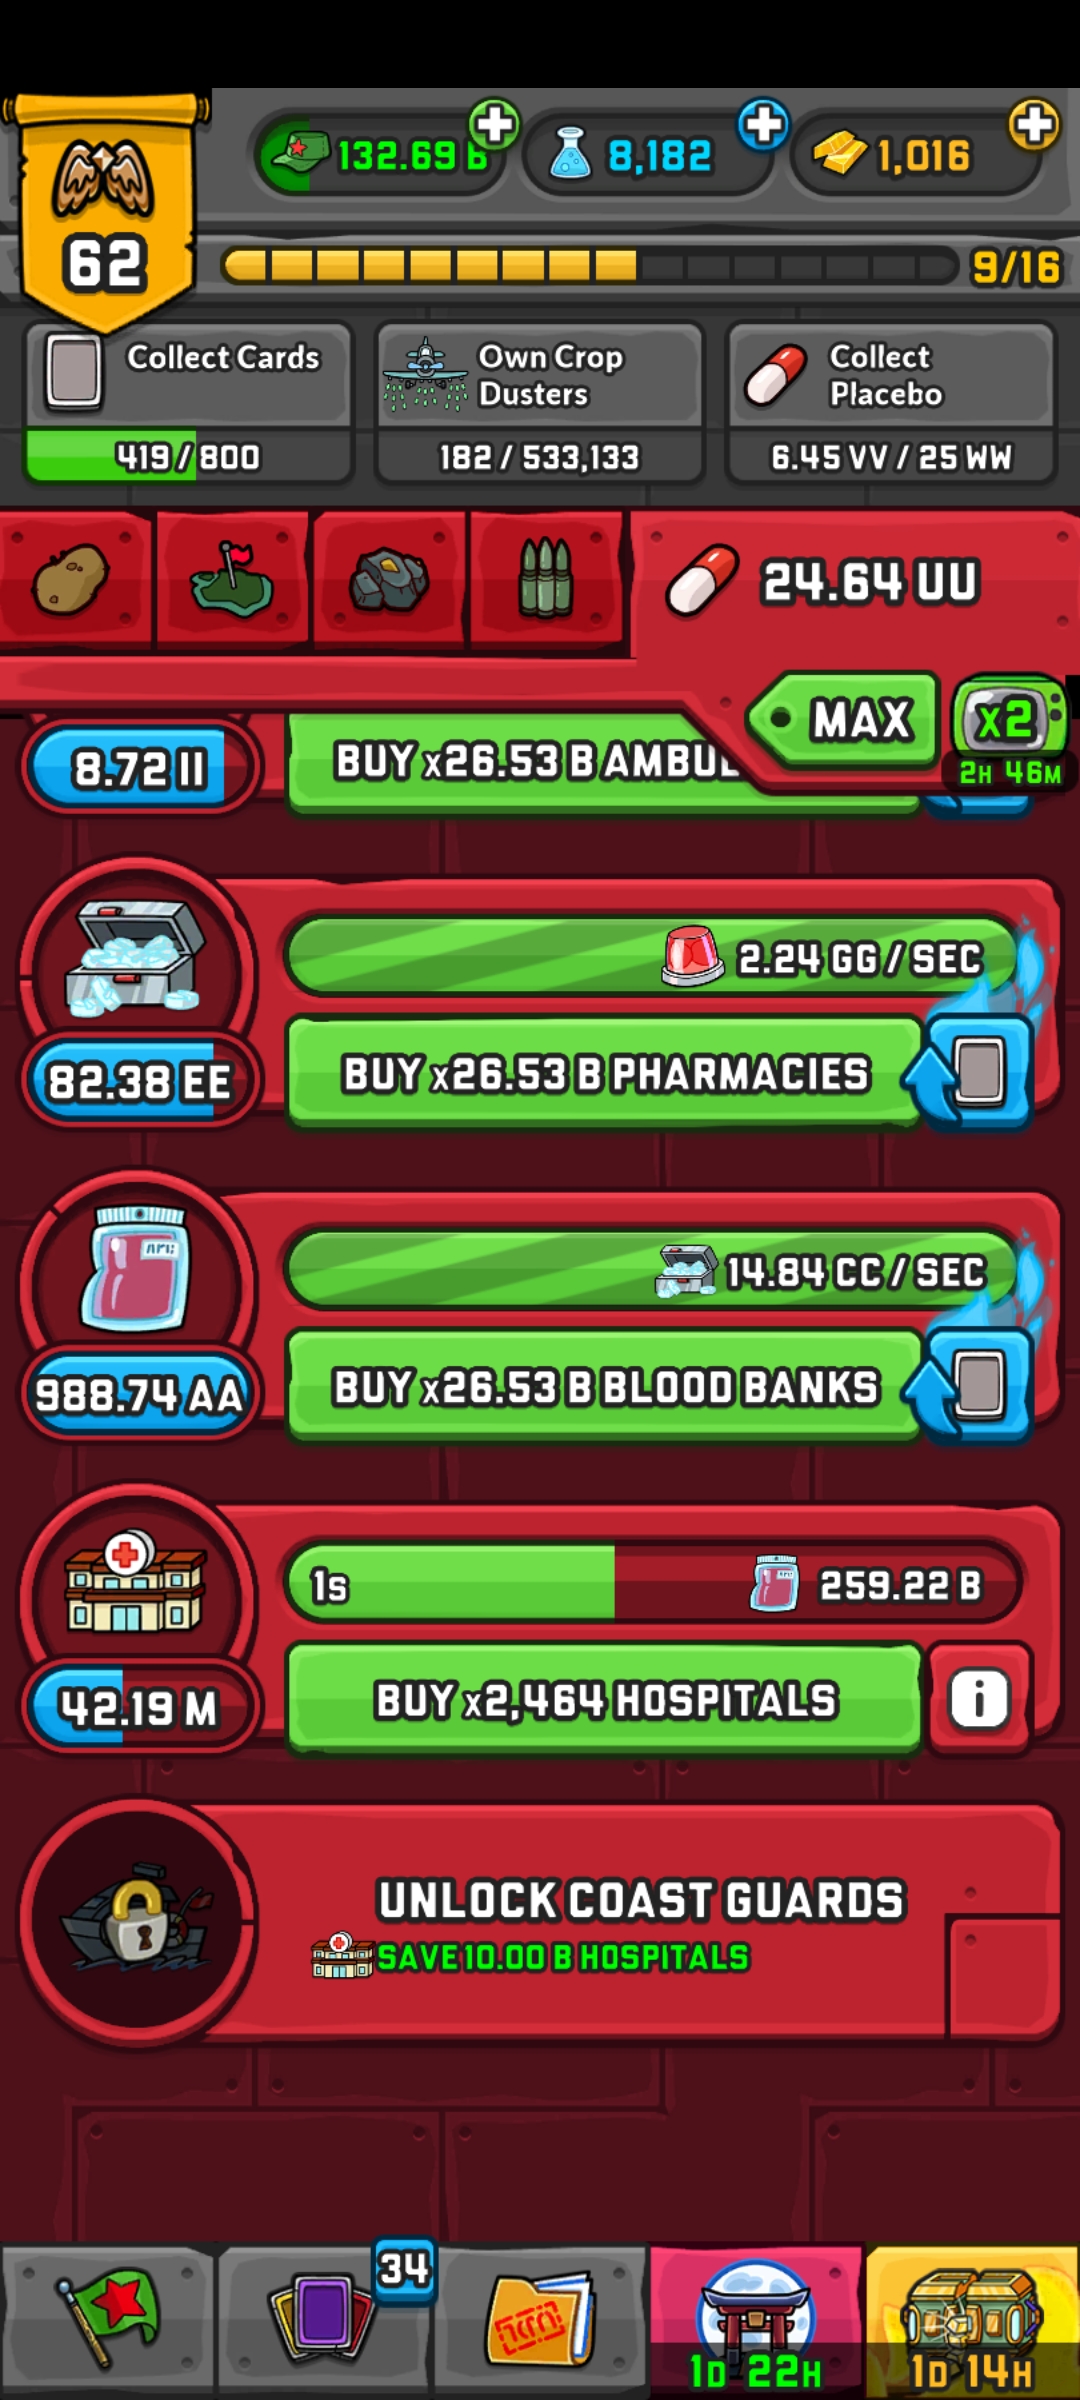 132.69 B
8,182
1,016
62
9/16
Collect Cards
419/800
Own Crop
Dusters
182/533,133
Collect
Placebo
6.45 VV / 25 WW
24.64 UU
MAX
x2
2H 46M
8.72 II
BUY x26.53 B AMBUL
2.24 GG / SEC
82.38 EE
BUY x26.53 B PHARMACIES
14.84 CC / SEC
988.74 AA
BUY x26.53 B BLOOD BANKS
1s
259.22 B
42.19 M
BUY x2,464 HOSPITALS
i
UNLOCK COAST GUARDS
SAVE 10.00 B HOSPITALS
34
1D 22H
1D 14H